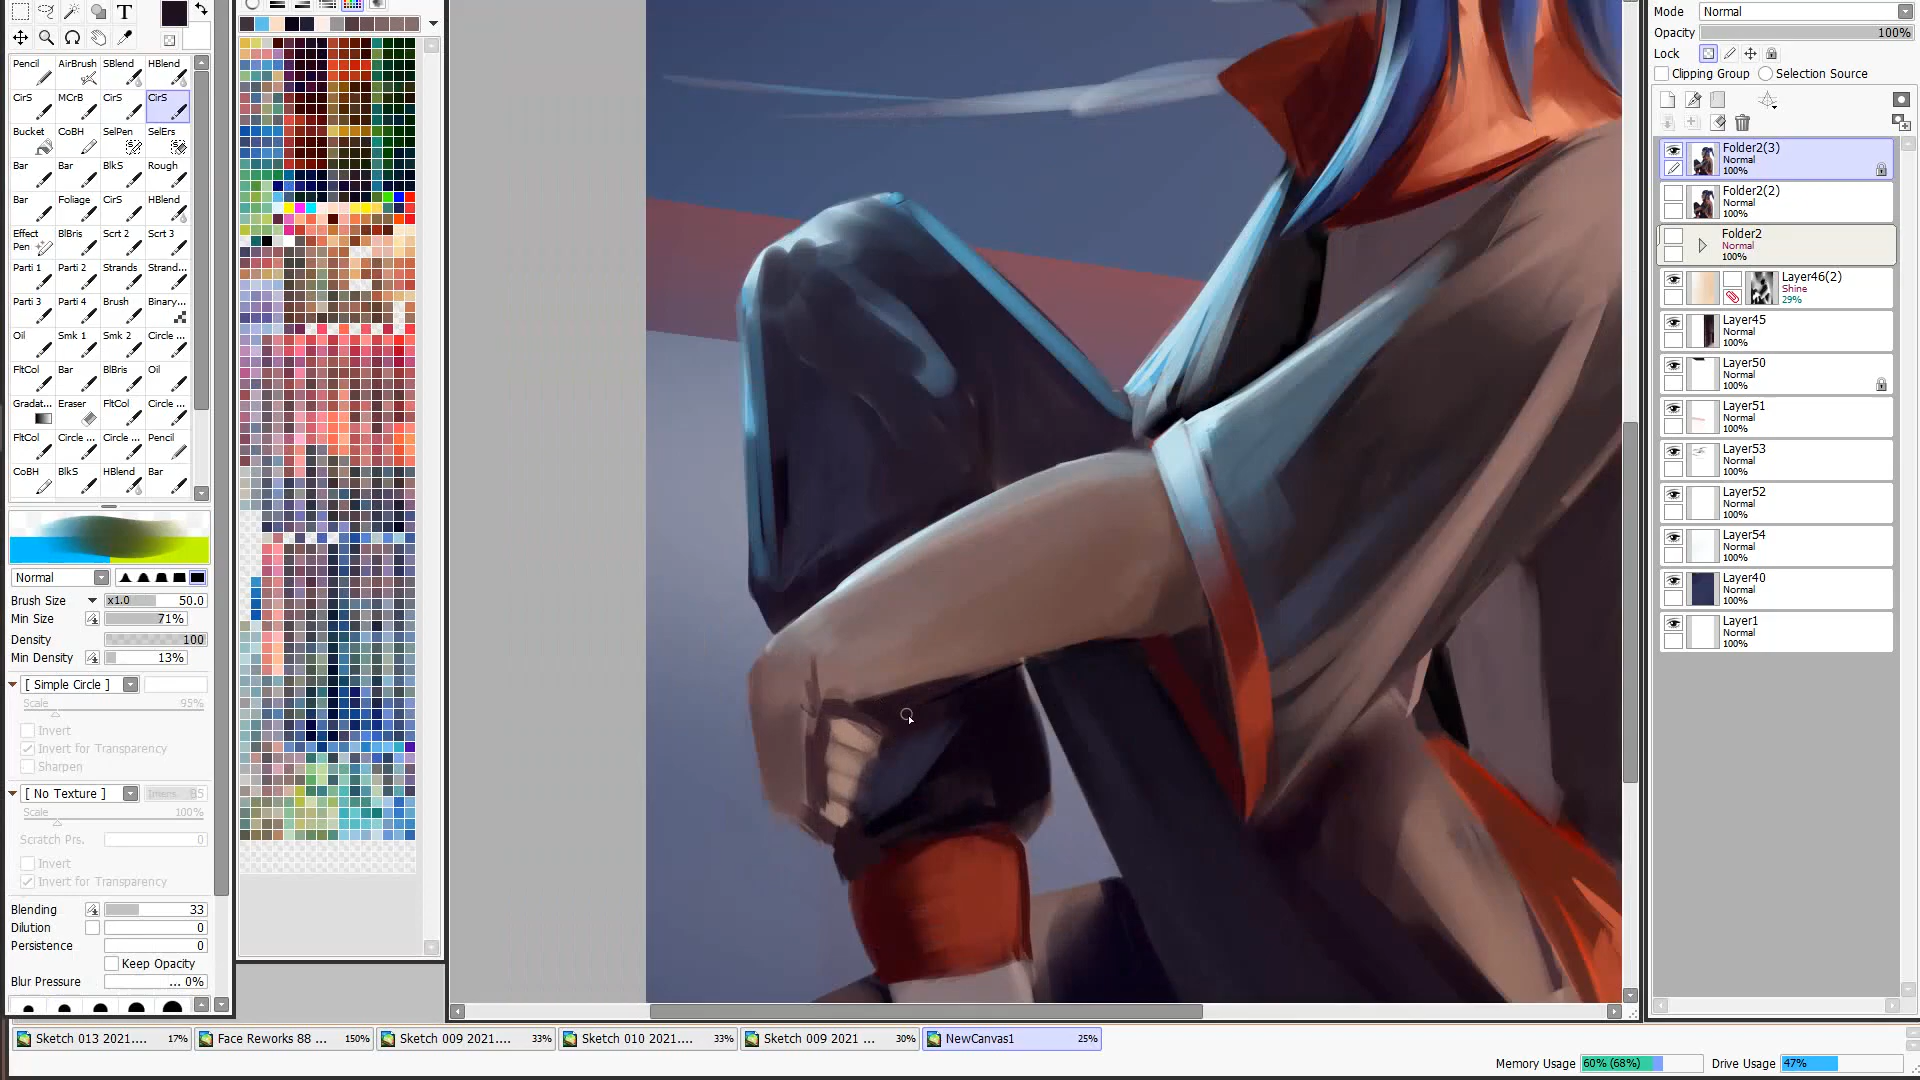 T
Pencil AirBrush SBlend HBlend
CirS MCrB CirS CirS
Bucket CoBH SelPen SelErs
Bar Bar BlkS Rough
Bar Foliage CirS HBlend
Effect Pen BlBris Scrt 2 Scrt 3
Parti 1 Parti 2 Strands Strand...
Parti 3 Parti 4 Brush Binary...
Oil Smk 1 Smk 2 Circle ...
FltCol Bar BlBris Oil
Gradat... Eraser FltCol Circle ...
FltCol Circle ... Circle ... Pencil
CoBH BlkS HBlend Bar
Normal
Brush Size x1.0 50.0
Min Size 71%
Density 100
Min Density 13%
[ Simple Circle ]
Scale 95%
Invert
Invert for Transparency
Sharpen
[ No Texture ] 85
Scale 100%
Scratch Prs. 0
Invert
Invert for Transparency
Blending 33
Dilution 0
Persistence 0
Keep Opacity
Blur Pressure ... 0%
Mode Normal
Opacity 100%
Lock
Clipping Group Selection Source
Folder2(3)
Normal
100%
Folder2(2)
Normal
100%
Folder2
Normal
100%
Layer46(2)
Shine
29%
Layer45
Normal
100%
Layer50
Normal
100%
Layer51
Normal
100%
Layer53
Normal
100%
Layer52
Normal
100%
Layer54
Normal
100%
Layer40
Normal
100%
Layer1
Normal
100%
Sketch 013 2021.... 17% Face Reworks 88 ... 150% Sketch 009 2021.... 33% Sketch 010 2021.... 33% Sketch 009 2021 ... 30% NewCanvas1 25%
Memory Usage 60% (68%) Drive Usage 47%